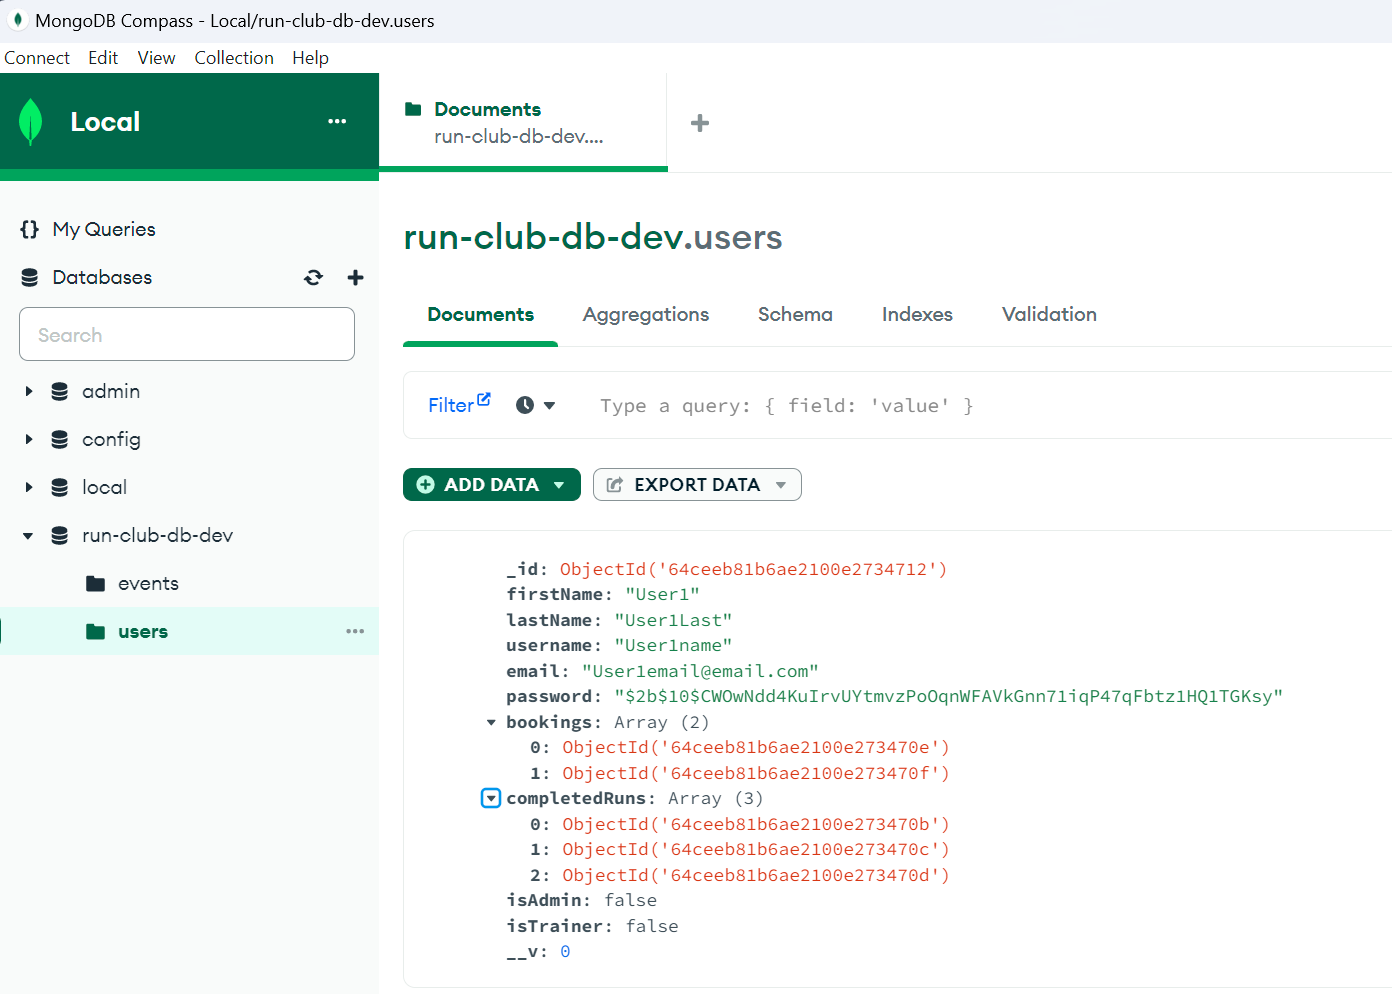 MongoDB Compass - Local/run-club-db-dev.users
Connect Edit View Collection Help
Local
Documents
run-club-db-dev....
My Queries
Databases
Search
admin
config
local
run-club-db-dev
events
users
run-club-db-dev.users
Documents Aggregations Schema Indexes Validation
Filter Type a query: { field: 'value' }
ADD DATA EXPORT DATA
_id: ObjectId('64ceeb81b6ae2100e2734712')
firstName: "User1"
lastName: "User1Last"
username: "User1name"
email: "User1email@email.com"
password: "$2b$10$CWOwNdd4KuIrvUYtmvzPoOqnWFAVkGnn71iqP47qFbtz1HQ1TGKsy"
bookings: Array (2)
0: ObjectId('64ceeb81b6ae2100e273470e')
1: ObjectId('64ceeb81b6ae2100e273470f')
completedRuns: Array (3)
0: ObjectId('64ceeb81b6ae2100e273470b')
1: ObjectId('64ceeb81b6ae2100e273470c')
2: ObjectId('64ceeb81b6ae2100e273470d')
isAdmin: false
isTrainer: false
__v: 0